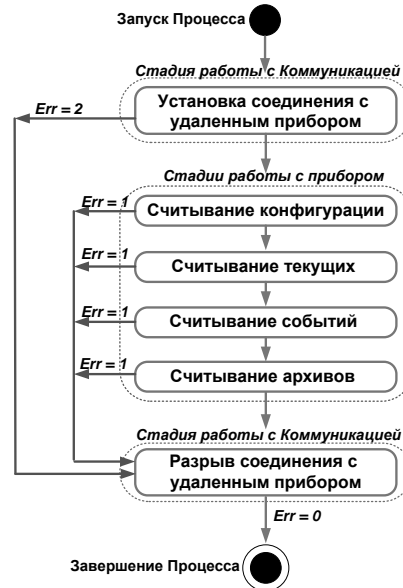 Запуск Процесса
Стадия работы с Коммуникацией
Err = 2
Установка соединения с
удаленным прибором
Стадии работы с прибором
Err = 1
Считывание конфигурации
Err = 1
Считывание текущих
Err = 1
Считывание событий
Err = 1
Считывание архивов
Стадия работы с Коммуникацией
Разрыв соединения с
удаленным прибором
Err = 0
Завершение Процесса